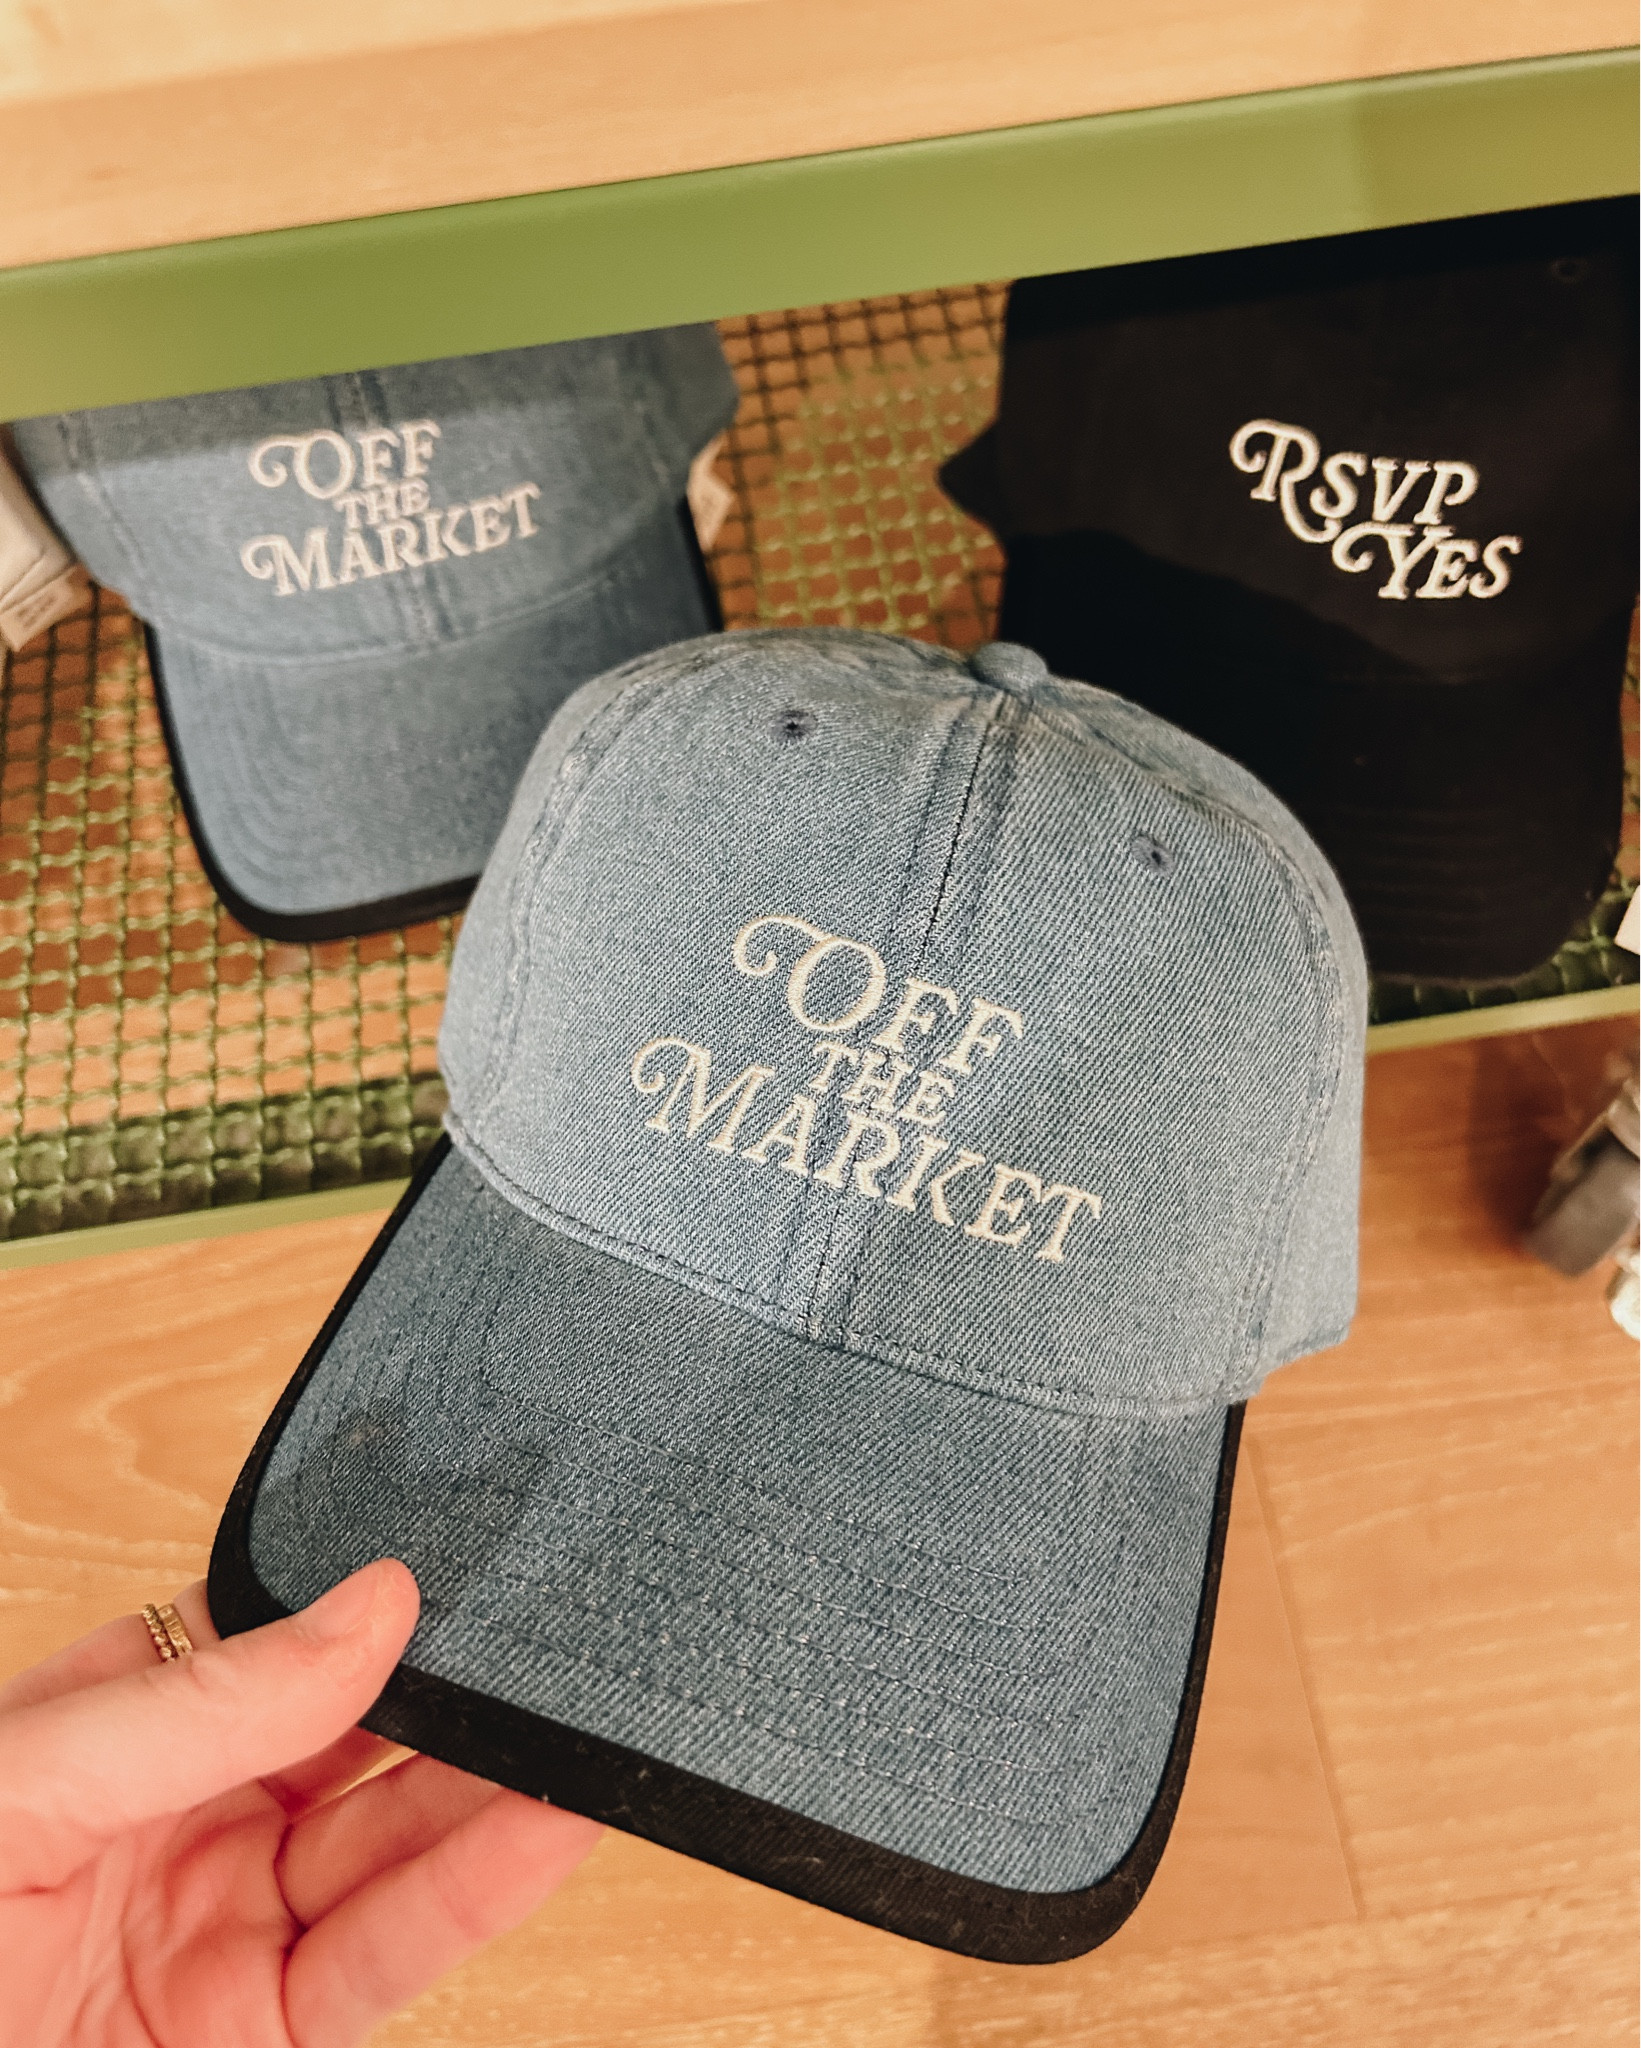 OFF
THE
MARKET
RSVP
YES
OFF
THE
MARKET